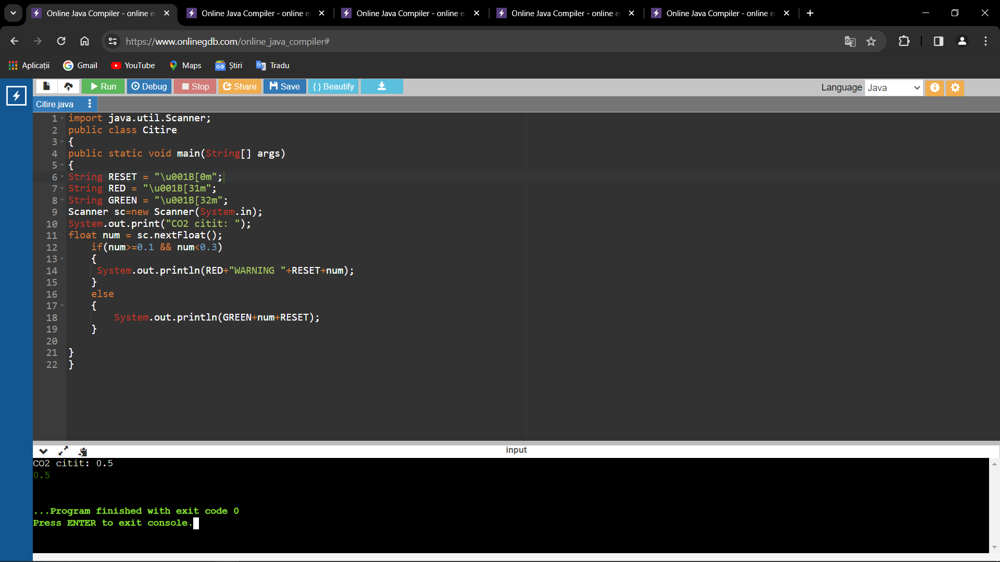 Online Java Compiler - online e
Online Java Compiler - online e
Online Java Compiler - online e
Online Java Compiler - online e
Online Java Compiler - online e
https://www.onlinegdb.com/online_java_compiler#
Aplicații
Gmail
YouTube
Maps
Știri
Tradu
Run
Debug
Stop
Share
Save
{ } Beautify
Language
Java
Citire.java
1 import java.util.Scanner;
2 public class Citire
3 {
4 public static void main(String[] args)
5 {
6 String RESET = "\u001B[0m";
7 String RED = "\u001B[31m";
8 String GREEN = "\u001B[32m";
9 Scanner sc=new Scanner(System.in);
10 System.out.print("CO2 citit: ");
11 float num = sc.nextFloat();
12     if(num>=0.1 && num<0.3)
13     {
14      System.out.println(RED+"WARNING "+RESET+num);
15     }
16     else
17     {
18         System.out.println(GREEN+num+RESET);
19     }
20
21 }
22 }
input
CO2 citit: 0.5
0.5
...Program finished with exit code 0
Press ENTER to exit console.